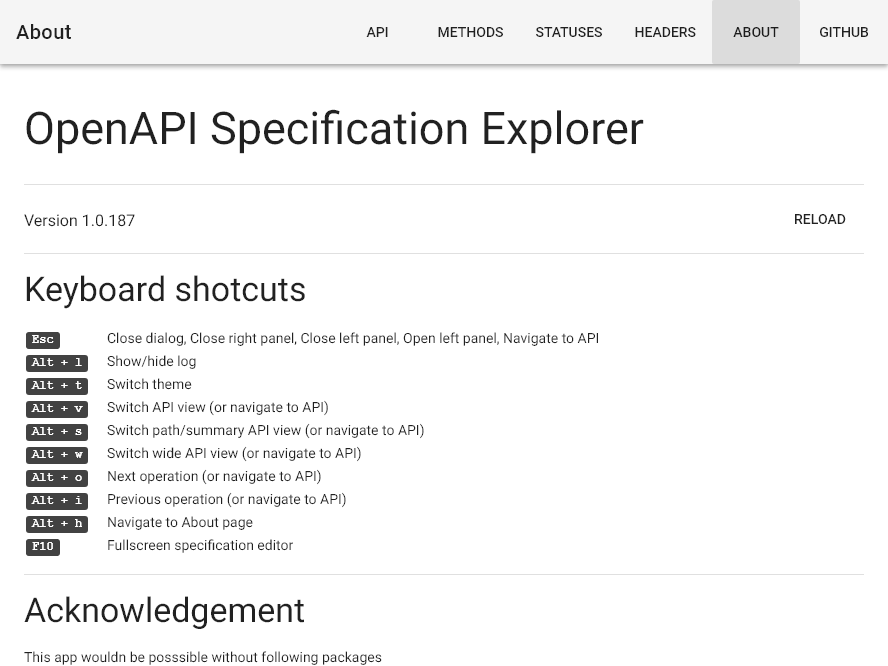 About API METHODS STATUSES HEADERS ABOUT GITHUB
OpenAPI Specification Explorer
Version 1.0.187 RELOAD
Keyboard shotcuts
Esc Close dialog, Close right panel, Close left panel, Open left panel, Navigate to API
Alt + l Show/hide log
Alt + t Switch theme
Alt + v Switch API view (or navigate to API)
Alt + s Switch path/summary API view (or navigate to API)
Alt + w Switch wide API view (or navigate to API)
Alt + o Next operation (or navigate to API)
Alt + i Previous operation (or navigate to API)
Alt + h Navigate to About page
F10 Fullscreen specification editor
Acknowledgement
This app wouldn be posssible without following packages